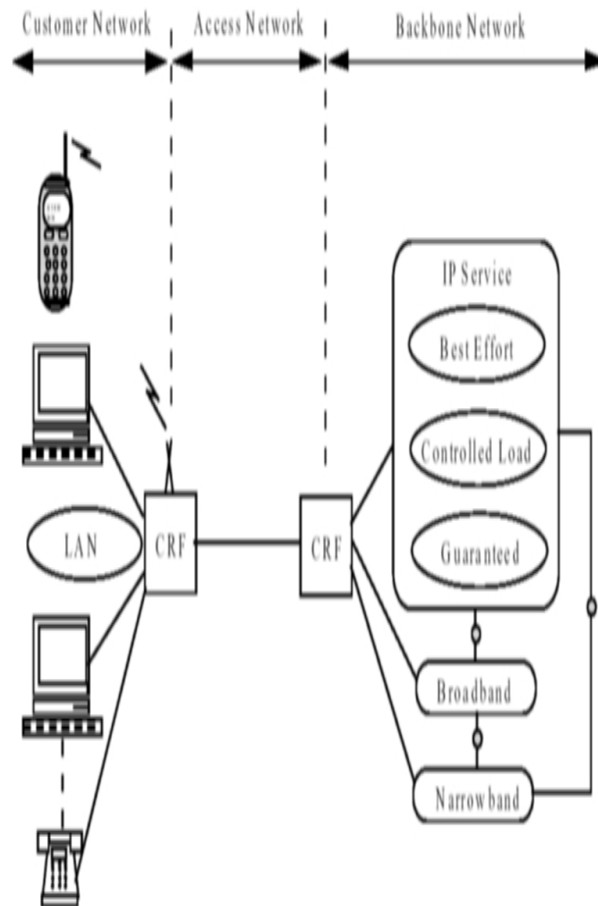 Customer Network
Access Network
Backbone Network
IP Service
Best Effort
Controlled Load
LAN
CRF
CRF
Guaranteed
Broadband
Narrowband